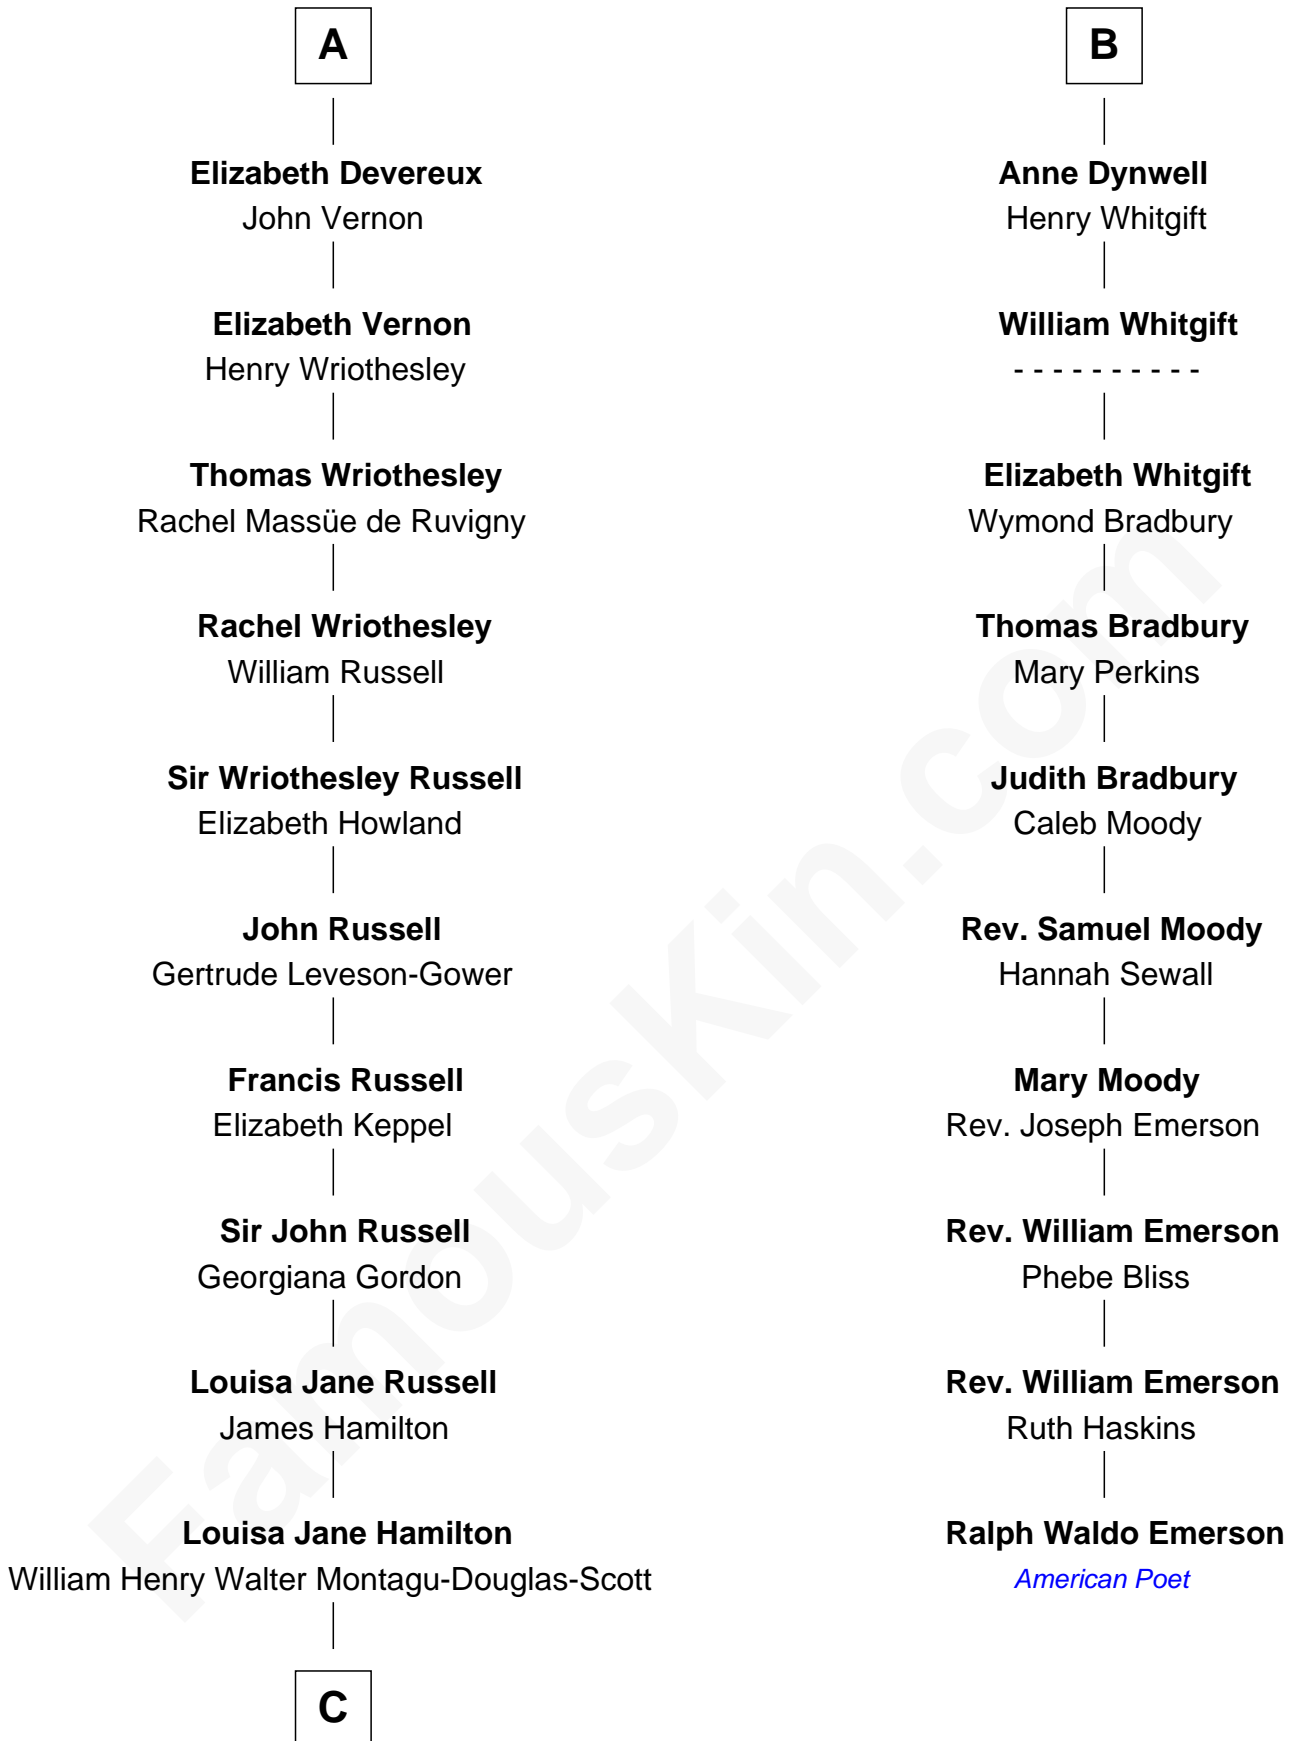 A
Elizabeth Devereux
John Vernon
Elizabeth Vernon
Henry Wriothesley
Thomas Wriothesley
Rachel Massüe de Ruvigny
Rachel Wriothesley
William Russell
Sir Wriothesley Russell
Elizabeth Howland
John Russell
Gertrude Leveson-Gower
Francis Russell
Elizabeth Keppel
Sir John Russell
Georgiana Gordon
Louisa Jane Russell
James Hamilton
Louisa Jane Hamilton
William Henry Walter Montagu-Douglas-Scott
C
B
Anne Dynwell
Henry Whitgift
William Whitgift
- - - - - - - - - -
Elizabeth Whitgift
Wymond Bradbury
Thomas Bradbury
Mary Perkins
Judith Bradbury
Caleb Moody
Rev. Samuel Moody
Hannah Sewall
Mary Moody
Rev. Joseph Emerson
Rev. William Emerson
Phebe Bliss
Rev. William Emerson
Ruth Haskins
Ralph Waldo Emerson
American Poet
FamousKin.com